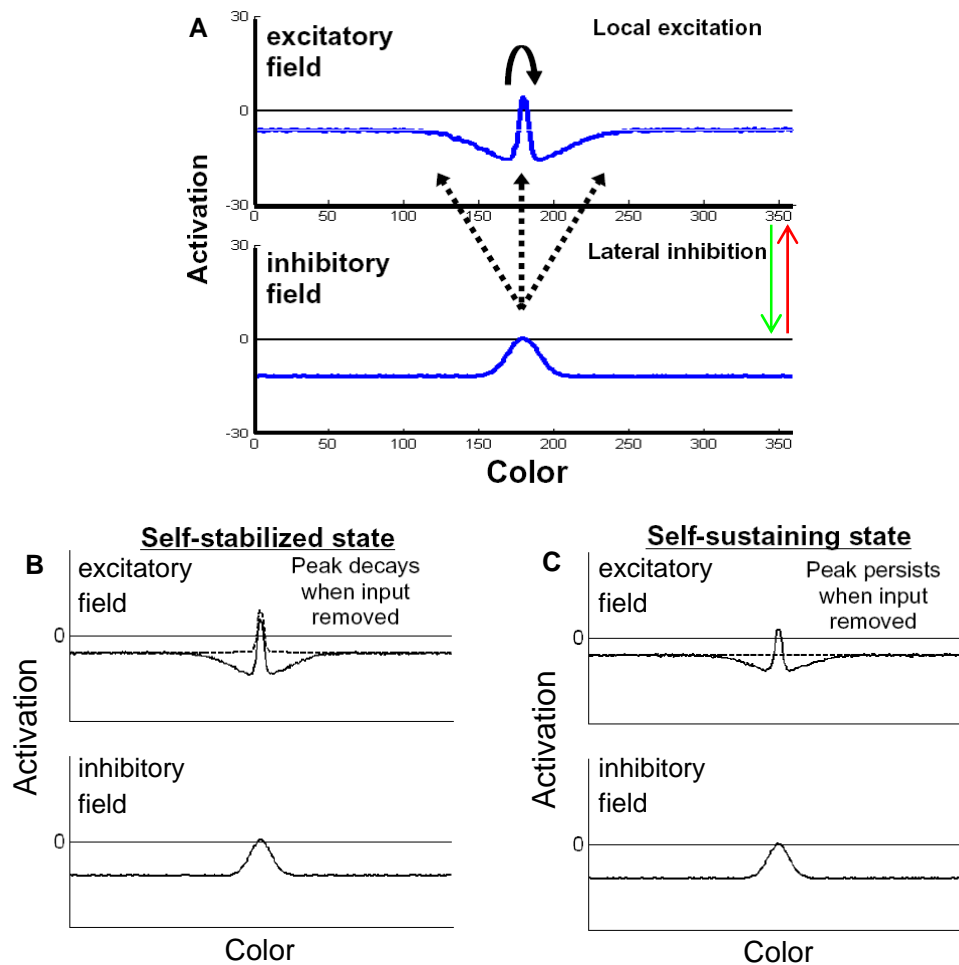 A
30
excitatory
field
Local excitation
0
-30
0 50 100 150 200 250 300 350
Activation
30
inhibitory
field
Lateral inhibition
0
-30
0 50 100 150 200 250 300 350
Color
Self-stabilized state
B
excitatory
field
Peak decays
when input
removed
0
Activation
inhibitory
field
0
Color
Self-sustaining state
C
excitatory
field
Peak persists
when input
removed
0
Activation
inhibitory
field
0
Color